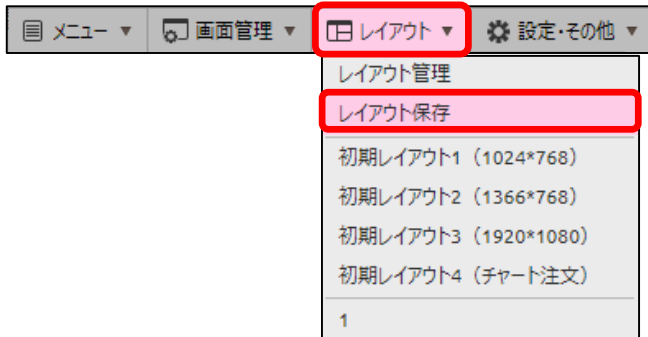 メニュー ▼ 画面管理 ▼ レイアウト ▼ 設定・その他 ▼
レイアウト管理
レイアウト保存
初期レイアウト1（1024*768）
初期レイアウト2（1366*768）
初期レイアウト3（1920*1080）
初期レイアウト4（チャート注文）
1